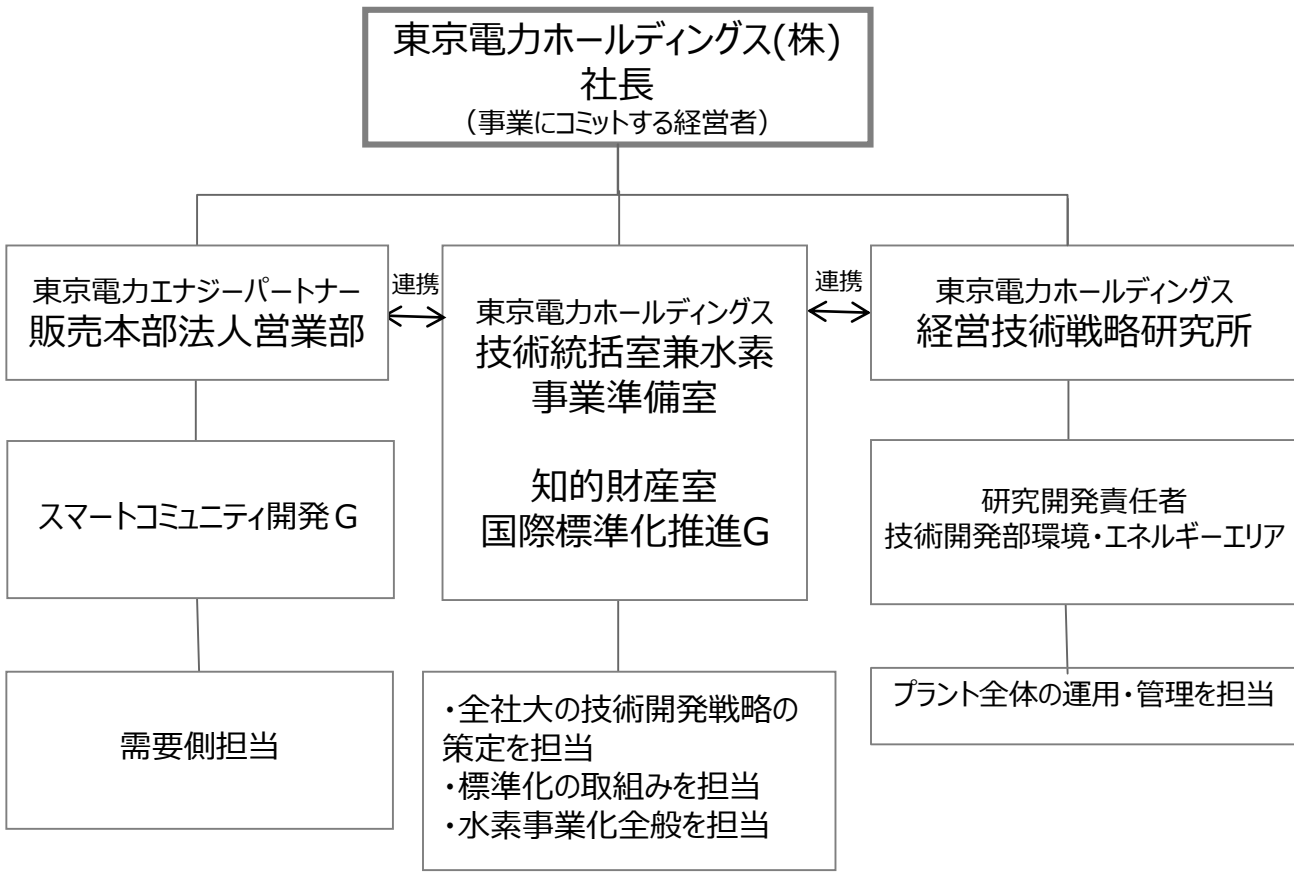 東京電力ホールディングス(株)
社長
（事業にコミットする経営者）
東京電力エナジーパートナー
販売本部法人営業部
連携
東京電力ホールディングス
技術統括室兼水素
事業準備室
知的財産室
国際標準化推進G
連携
東京電力ホールディングス
経営技術戦略研究所
スマートコミュニティ開発G
研究開発責任者
技術開発部環境・エネルギーエリア
需要側担当
・全社大の技術開発戦略の
策定を担当
・標準化の取組みを担当
・水素事業化全般を担当
プラント全体の運用・管理を担当